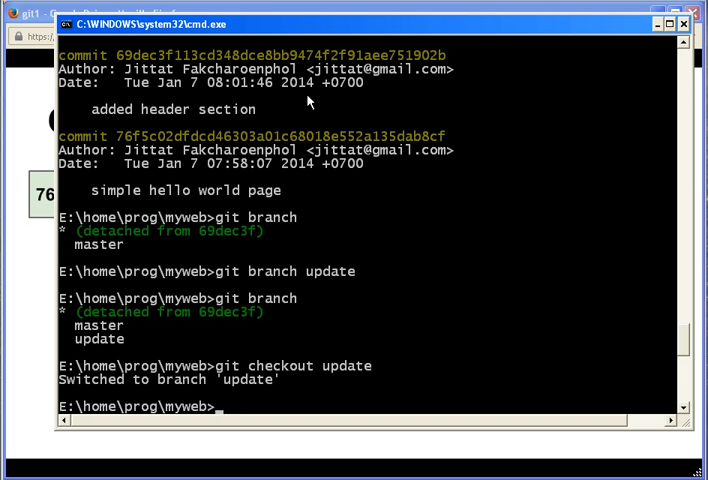 git1
C:\WINDOWS\system32\cmd.exe
https:/
commit 69dec3f113cd348dce8bb9474f2f91aee751902b
Author: Jittat Fakcharoenphol <jittat@gmail.com>
Date:   Tue Jan 7 08:01:46 2014 +0700
added header section
commit 76f5c02dfdcd46303a01c68018e552a135dab8cf
Author: Jittat Fakcharoenphol <jittat@gmail.com>
Date:   Tue Jan 7 07:58:07 2014 +0700
76
simple hello world page
E:\home\prog\myweb>git branch
* (detached from 69dec3f)
master
E:\home\prog\myweb>git branch update
E:\home\prog\myweb>git branch
* (detached from 69dec3f)
master
update
E:\home\prog\myweb>git checkout update
Switched to branch 'update'
E:\home\prog\myweb>_